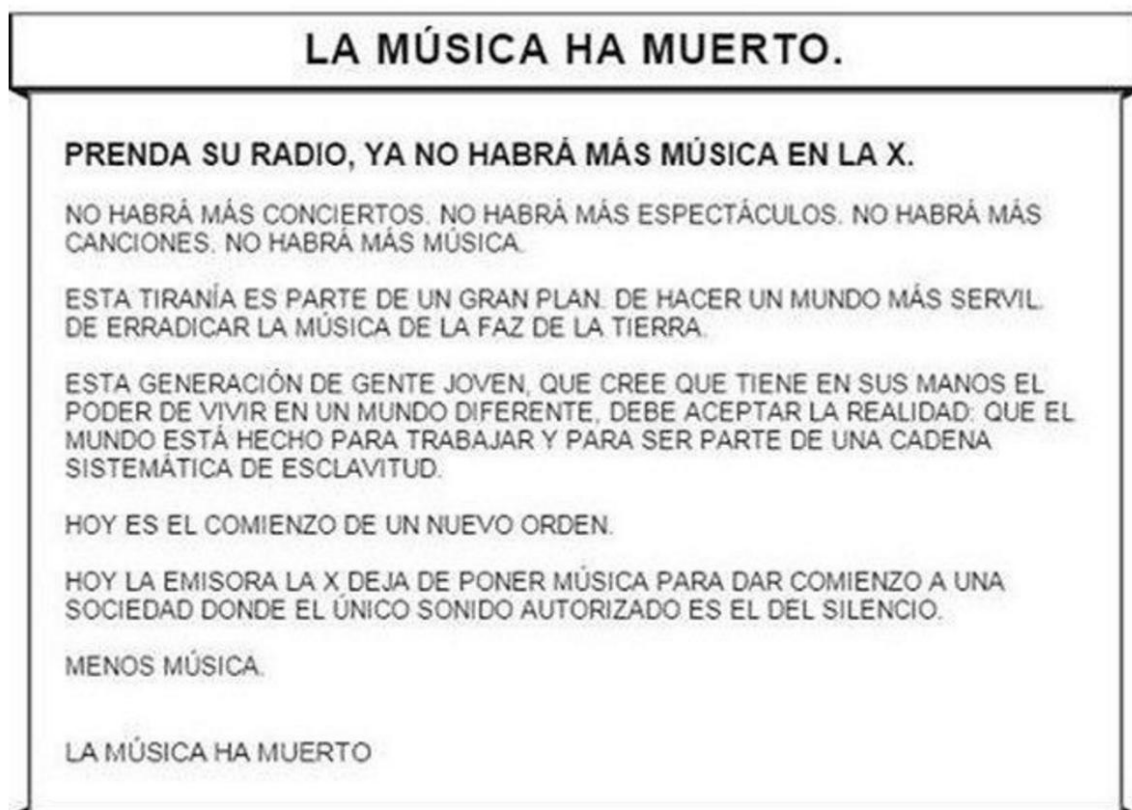 LA MÚSICA HA MUERTO.
PRENDA SU RADIO, YA NO HABRÁ MÁS MÚSICA EN LA X.
NO HABRÁ MÁS CONCIERTOS. NO HABRÁ MÁS ESPECTÁCULOS. NO HABRÁ MÁS
CANCIONES. NO HABRÁ MÁS MÚSICA.
ESTA TIRANÍA ES PARTE DE UN GRAN PLAN. DE HACER UN MUNDO MÁS SERVIL.
DE ERRADICAR LA MÚSICA DE LA FAZ DE LA TIERRA.
ESTA GENERACIÓN DE GENTE JOVEN, QUE CREE QUE TIENE EN SUS MANOS EL
PODER DE VIVIR EN UN MUNDO DIFERENTE, DEBE ACEPTAR LA REALIDAD: QUE EL
MUNDO ESTÁ HECHO PARA TRABAJAR Y PARA SER PARTE DE UNA CADENA
SISTEMÁTICA DE ESCLAVITUD.
HOY ES EL COMIENZO DE UN NUEVO ORDEN.
HOY LA EMISORA LA X DEJA DE PONER MÚSICA PARA DAR COMIENZO A UNA
SOCIEDAD DONDE EL ÚNICO SONIDO AUTORIZADO ES EL DEL SILENCIO.
MENOS MÚSICA.
LA MÚSICA HA MUERTO